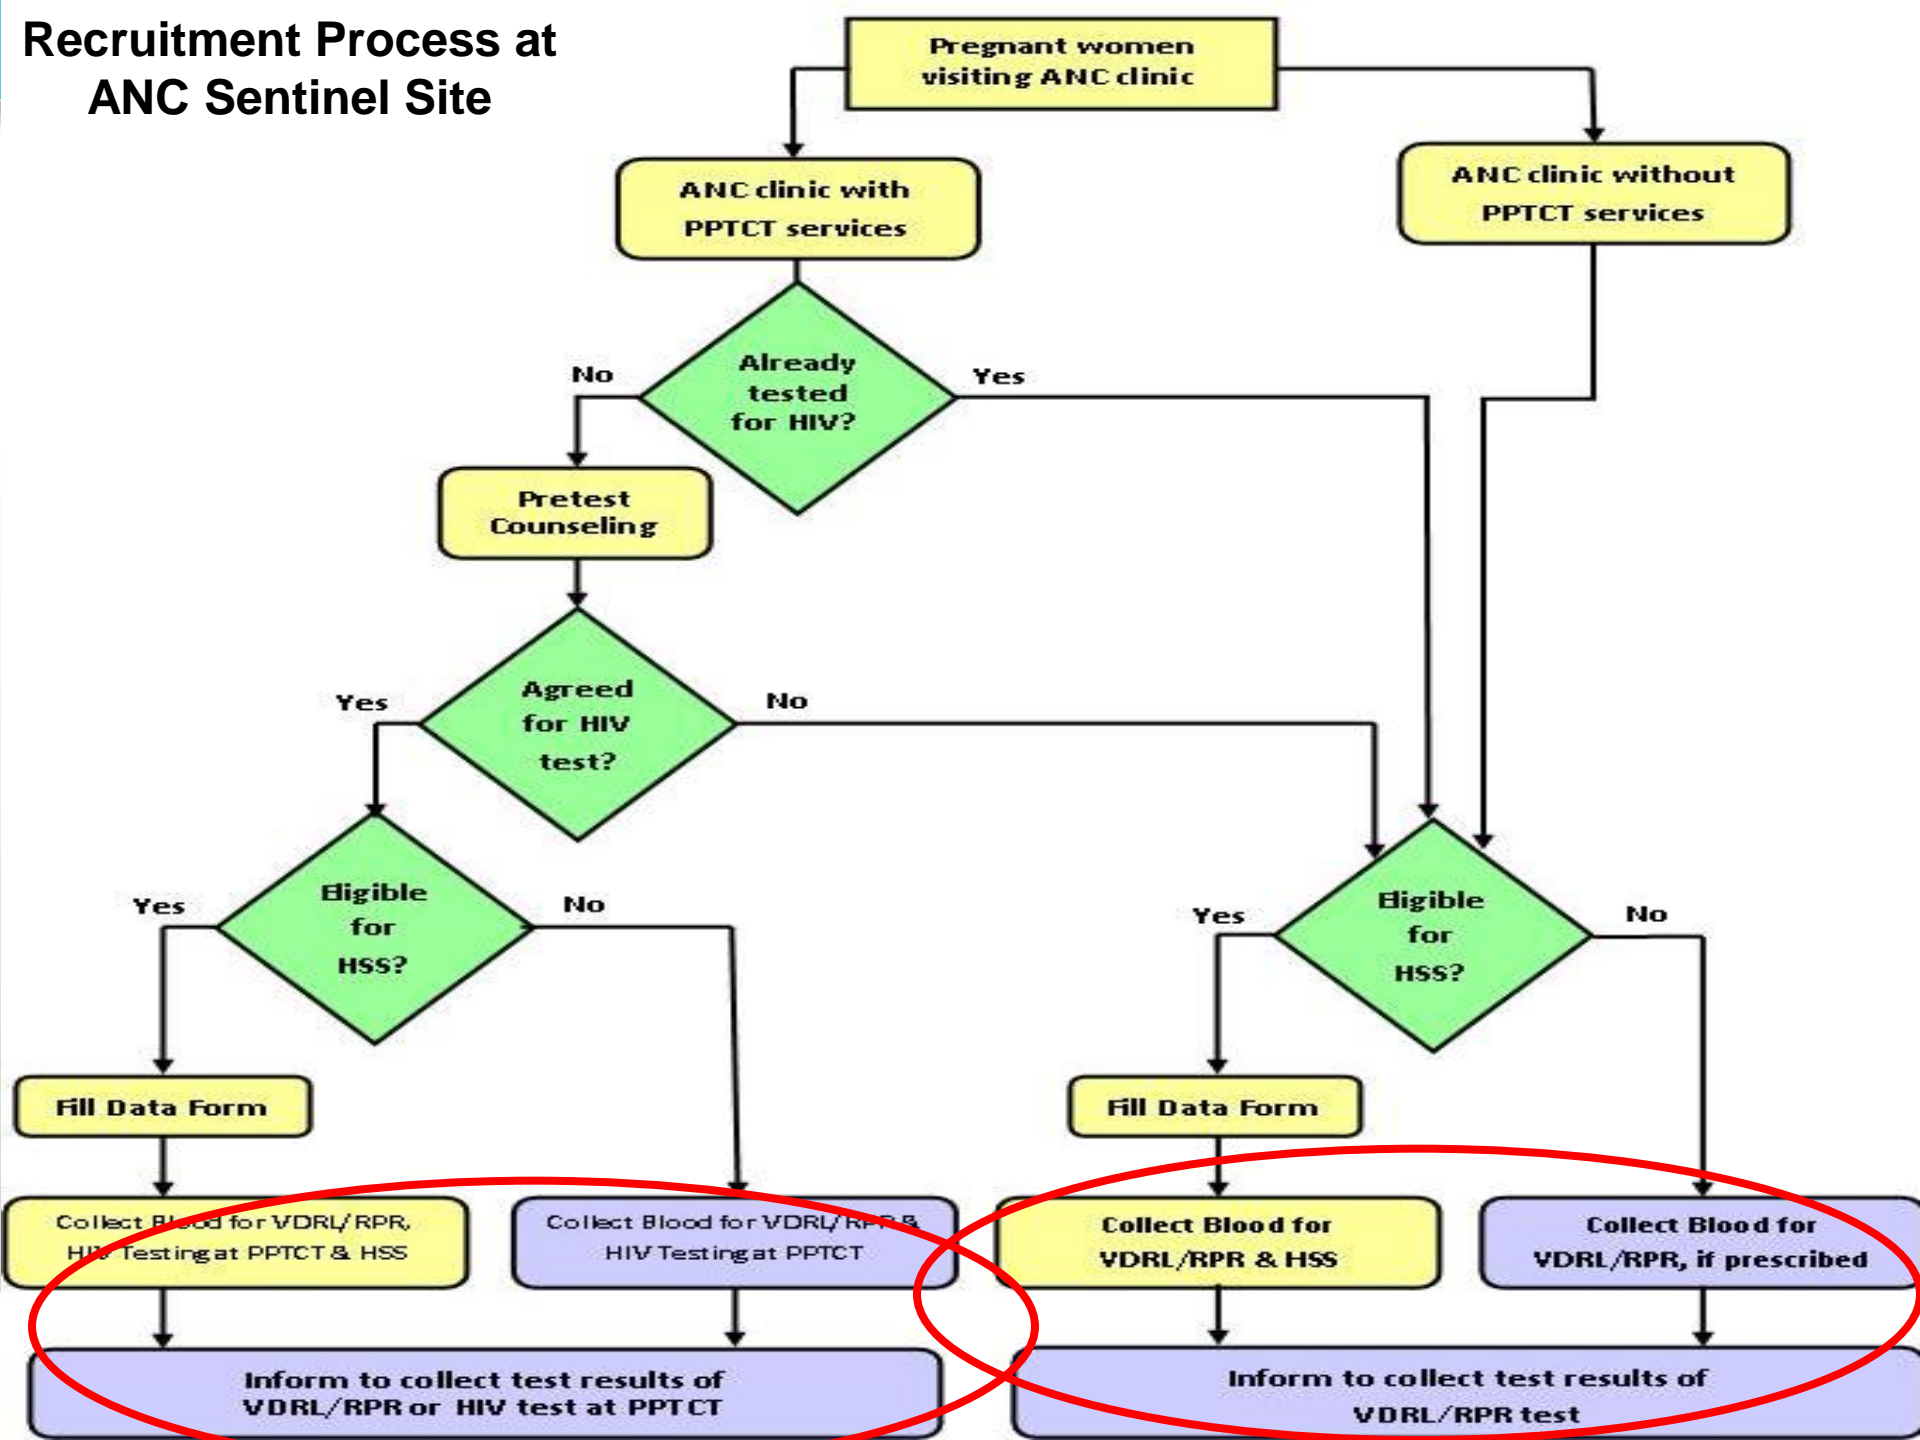 Recruitment Process at
ANC Sentinel Site
Pregnant women
visiting ANC clinic
ANC clinic with
PPTCT services
ANC clinic without
PPTCT services
Already
tested
for HIV?
No
Yes
Pretest
Counseling
Agreed
for HIV
test?
Yes
No
Eligible
for
HSS?
Yes
No
Eligible
for
HSS?
Yes
No
Fill Data Form
Fill Data Form
Collect Blood for VDRL/RPR,
HIV Testing at PPTCT & HSS
Collect Blood for VDRL/RPR &
HIV Testing at PPTCT
Collect Blood for
VDRL/RPR & HSS
Collect Blood for
VDRL/RPR, if prescribed
Inform to collect test results of
VDRL/RPR or HIV test at PPTCT
Inform to collect test results of
VDRL/RPR test